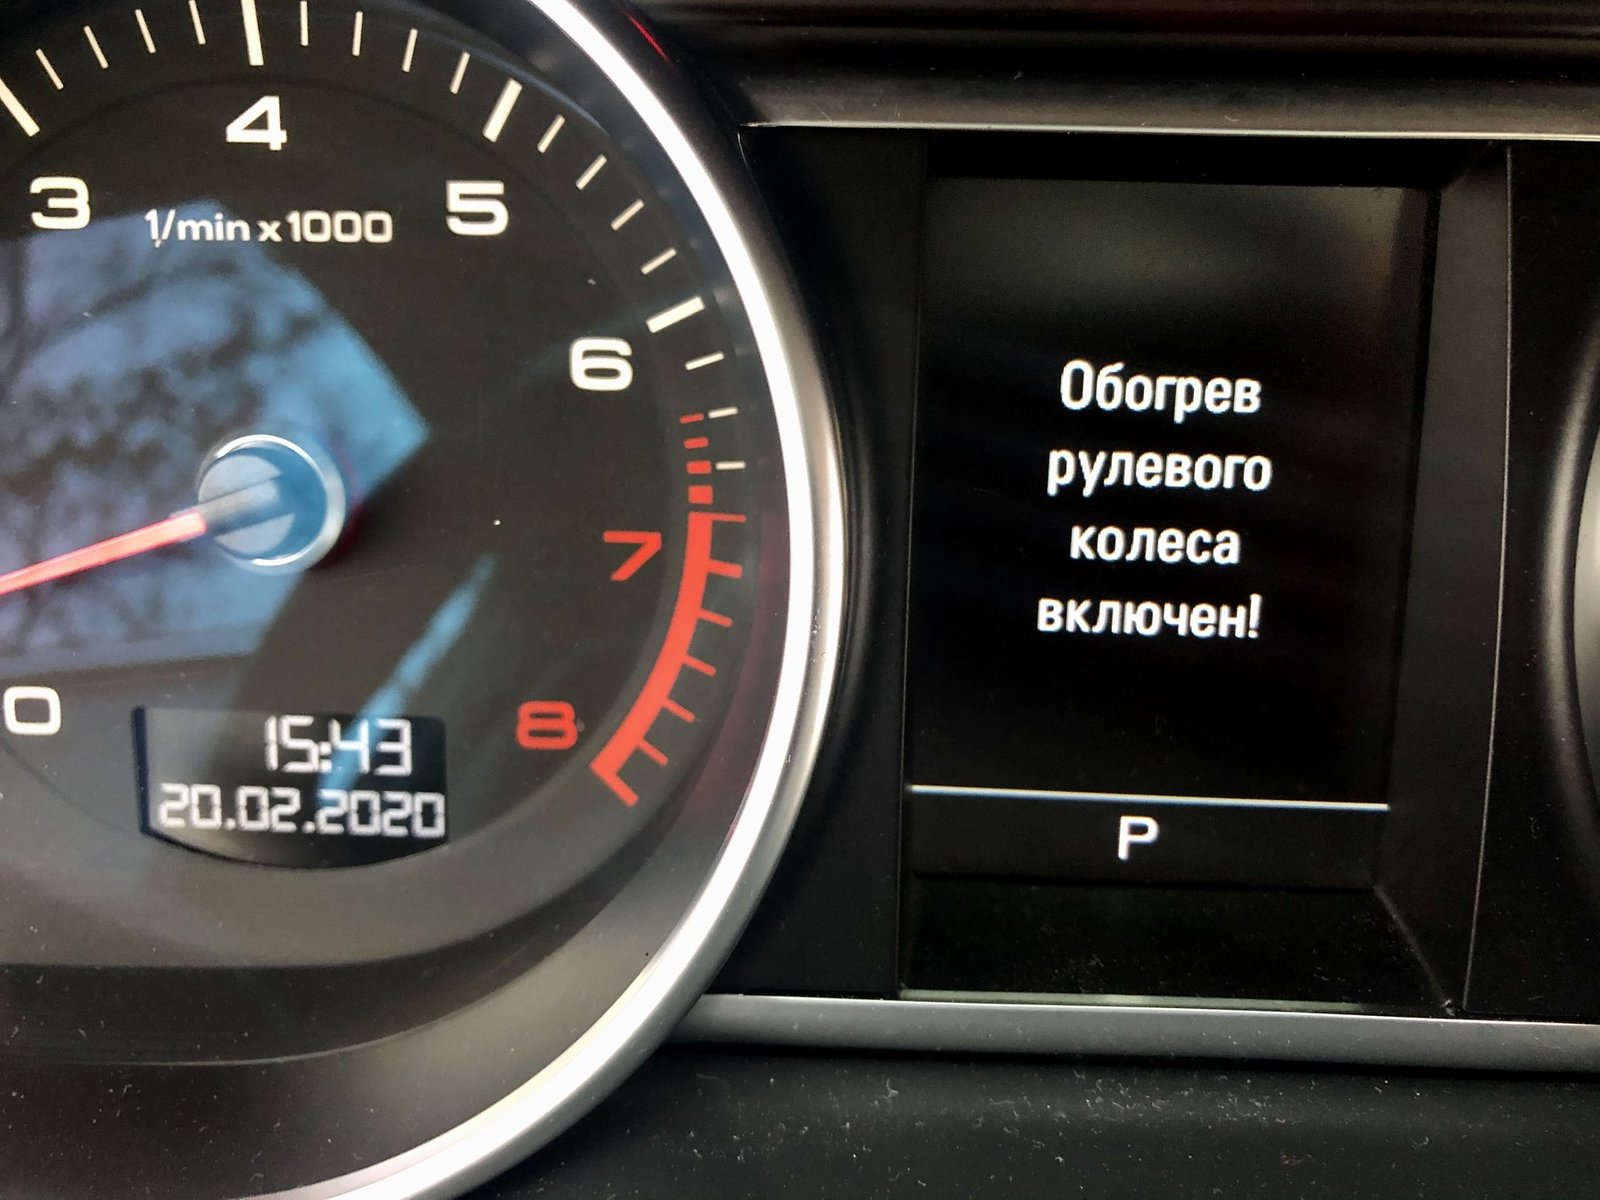 4
3
5
1/min x 1000
6
7
0
8
15:43
20.02.2020
Обогрев
рулевого
колеса
включен!
P